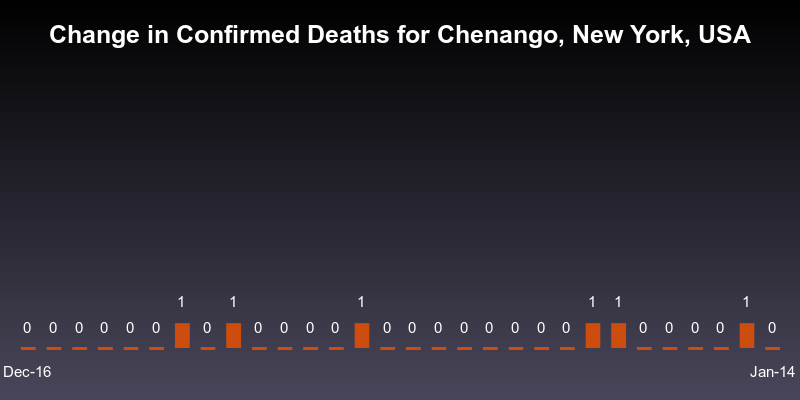 Change in Confirmed Deaths for Chenango, New York, USA
1 1 1 1 1 1
0 0 0 0 0 0 0 0 0 0 0 0 0 0 0 0 0 0 0 0 0 0 0 0
Dec-16 Jan-14